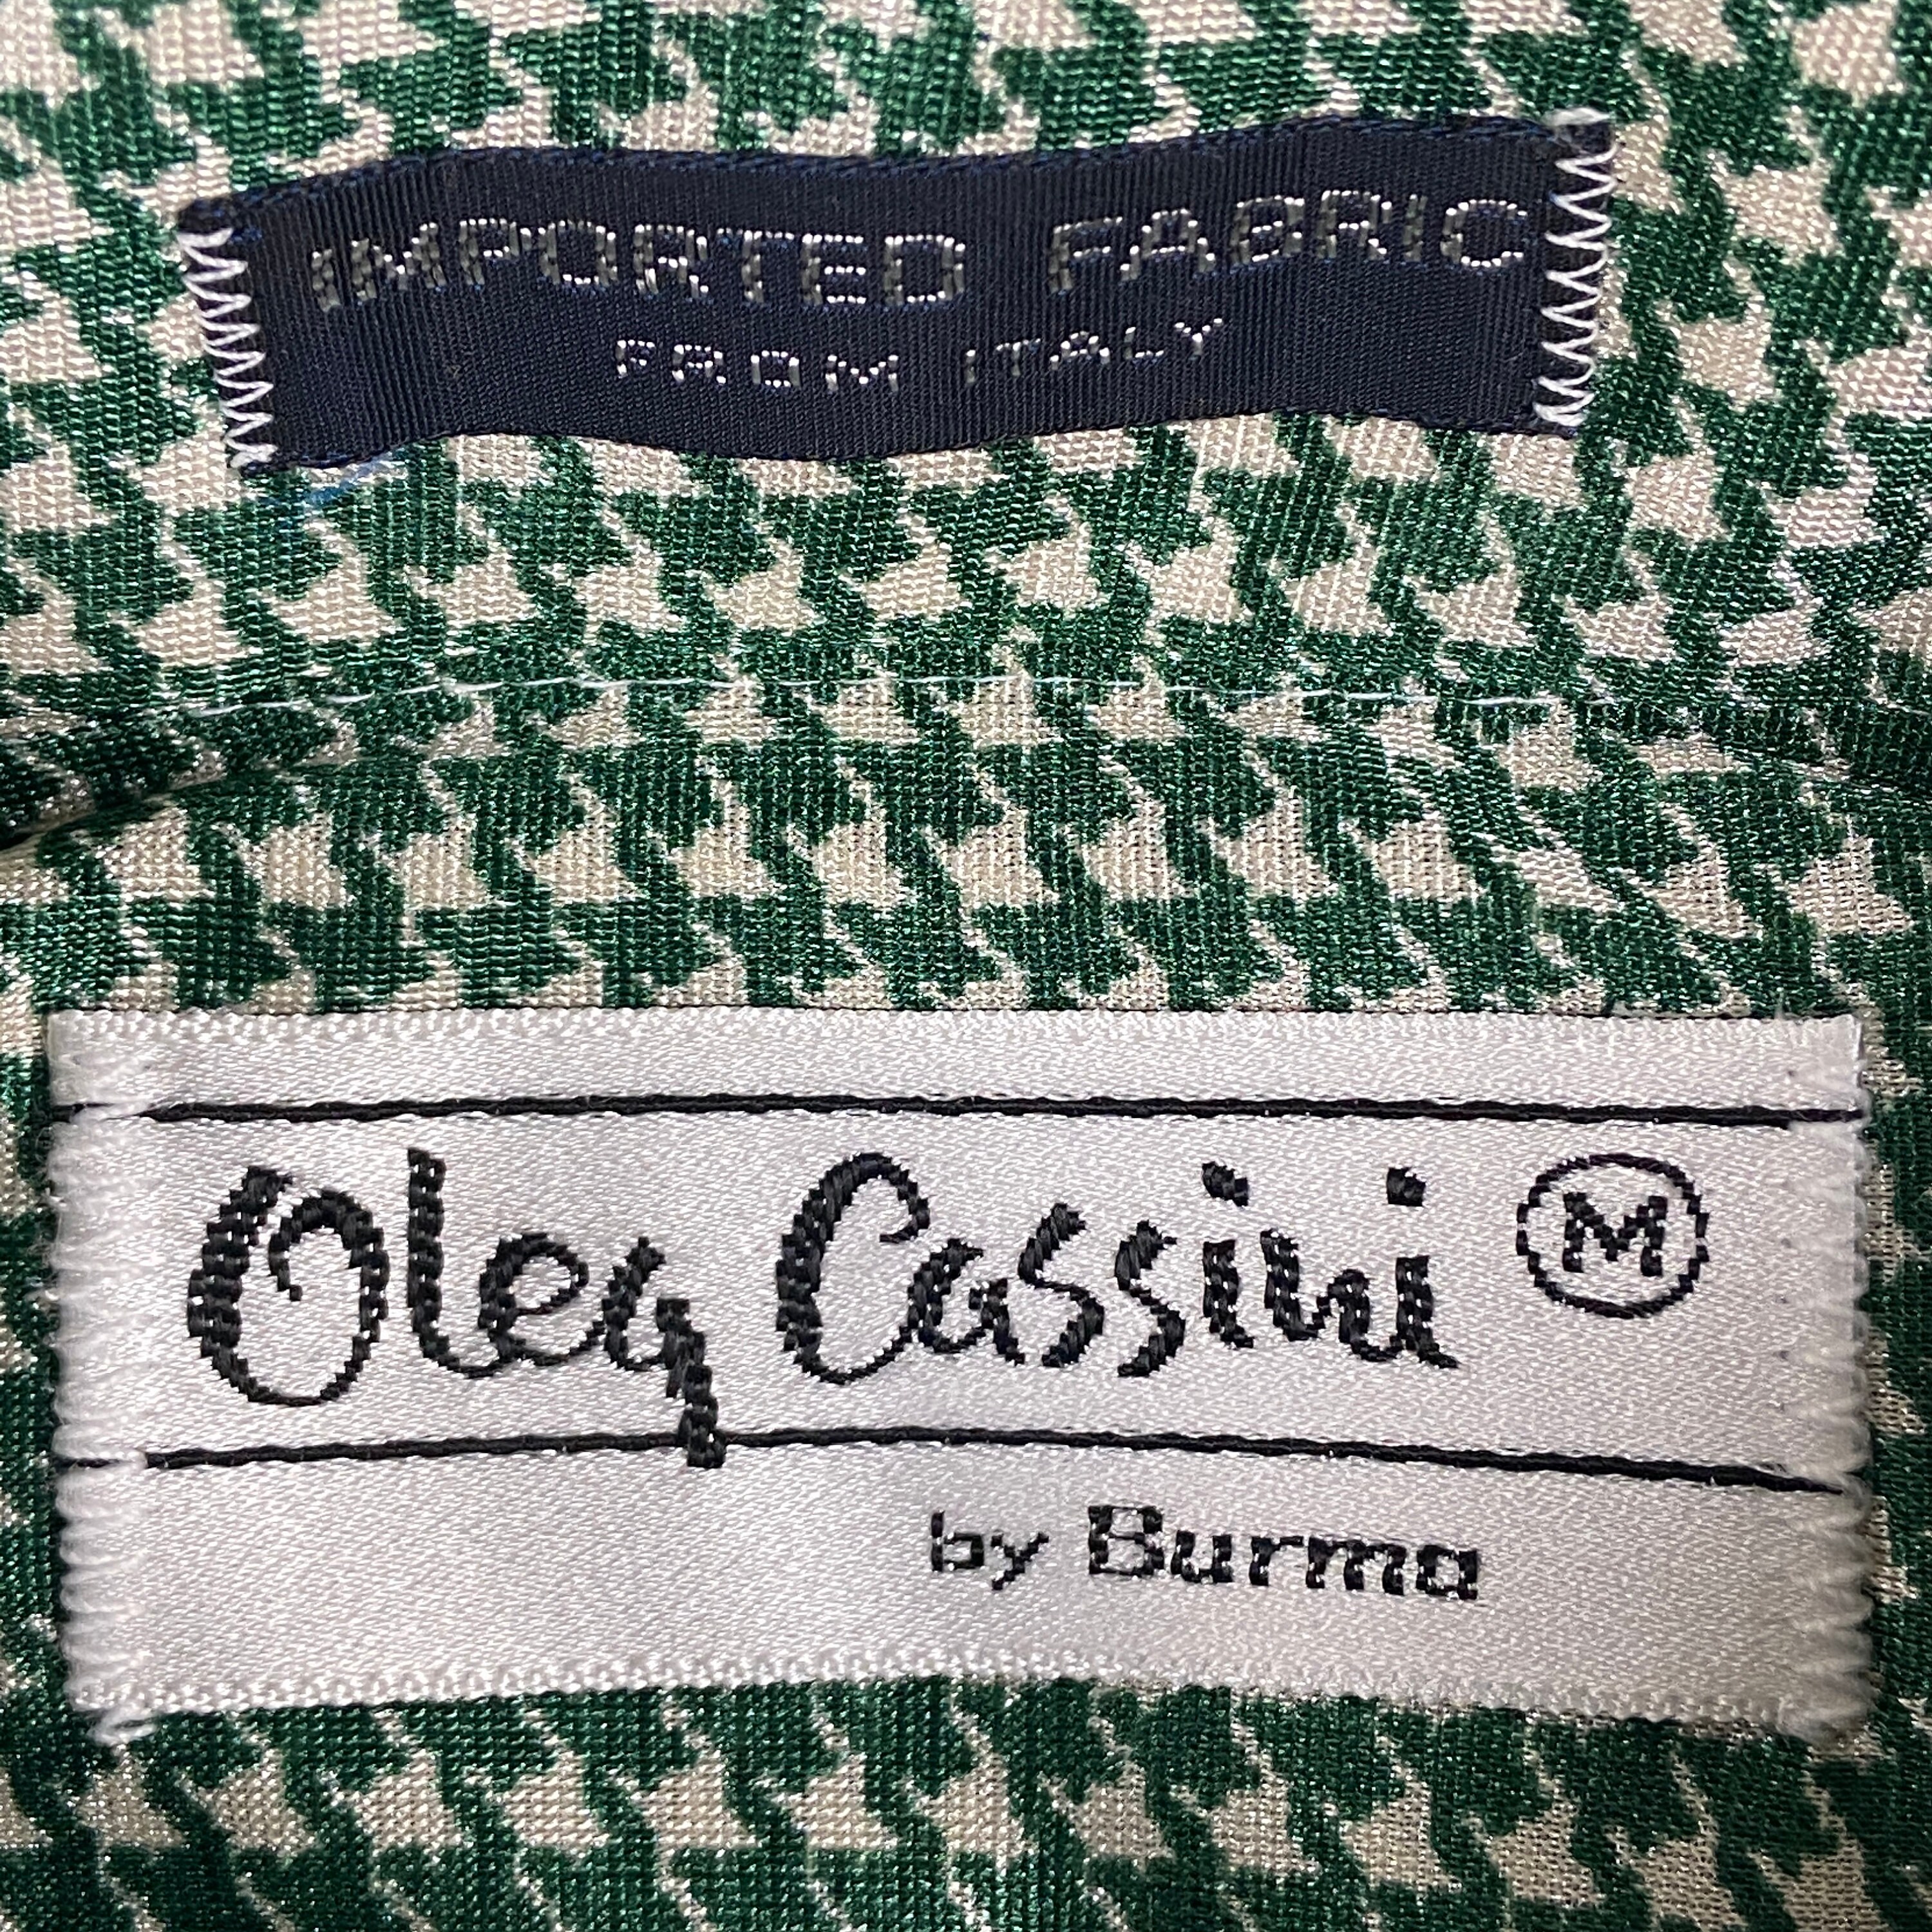 IMPORTED FABRIC
FROM ITALY
Oleg Cassini Ⓜ
by Burma